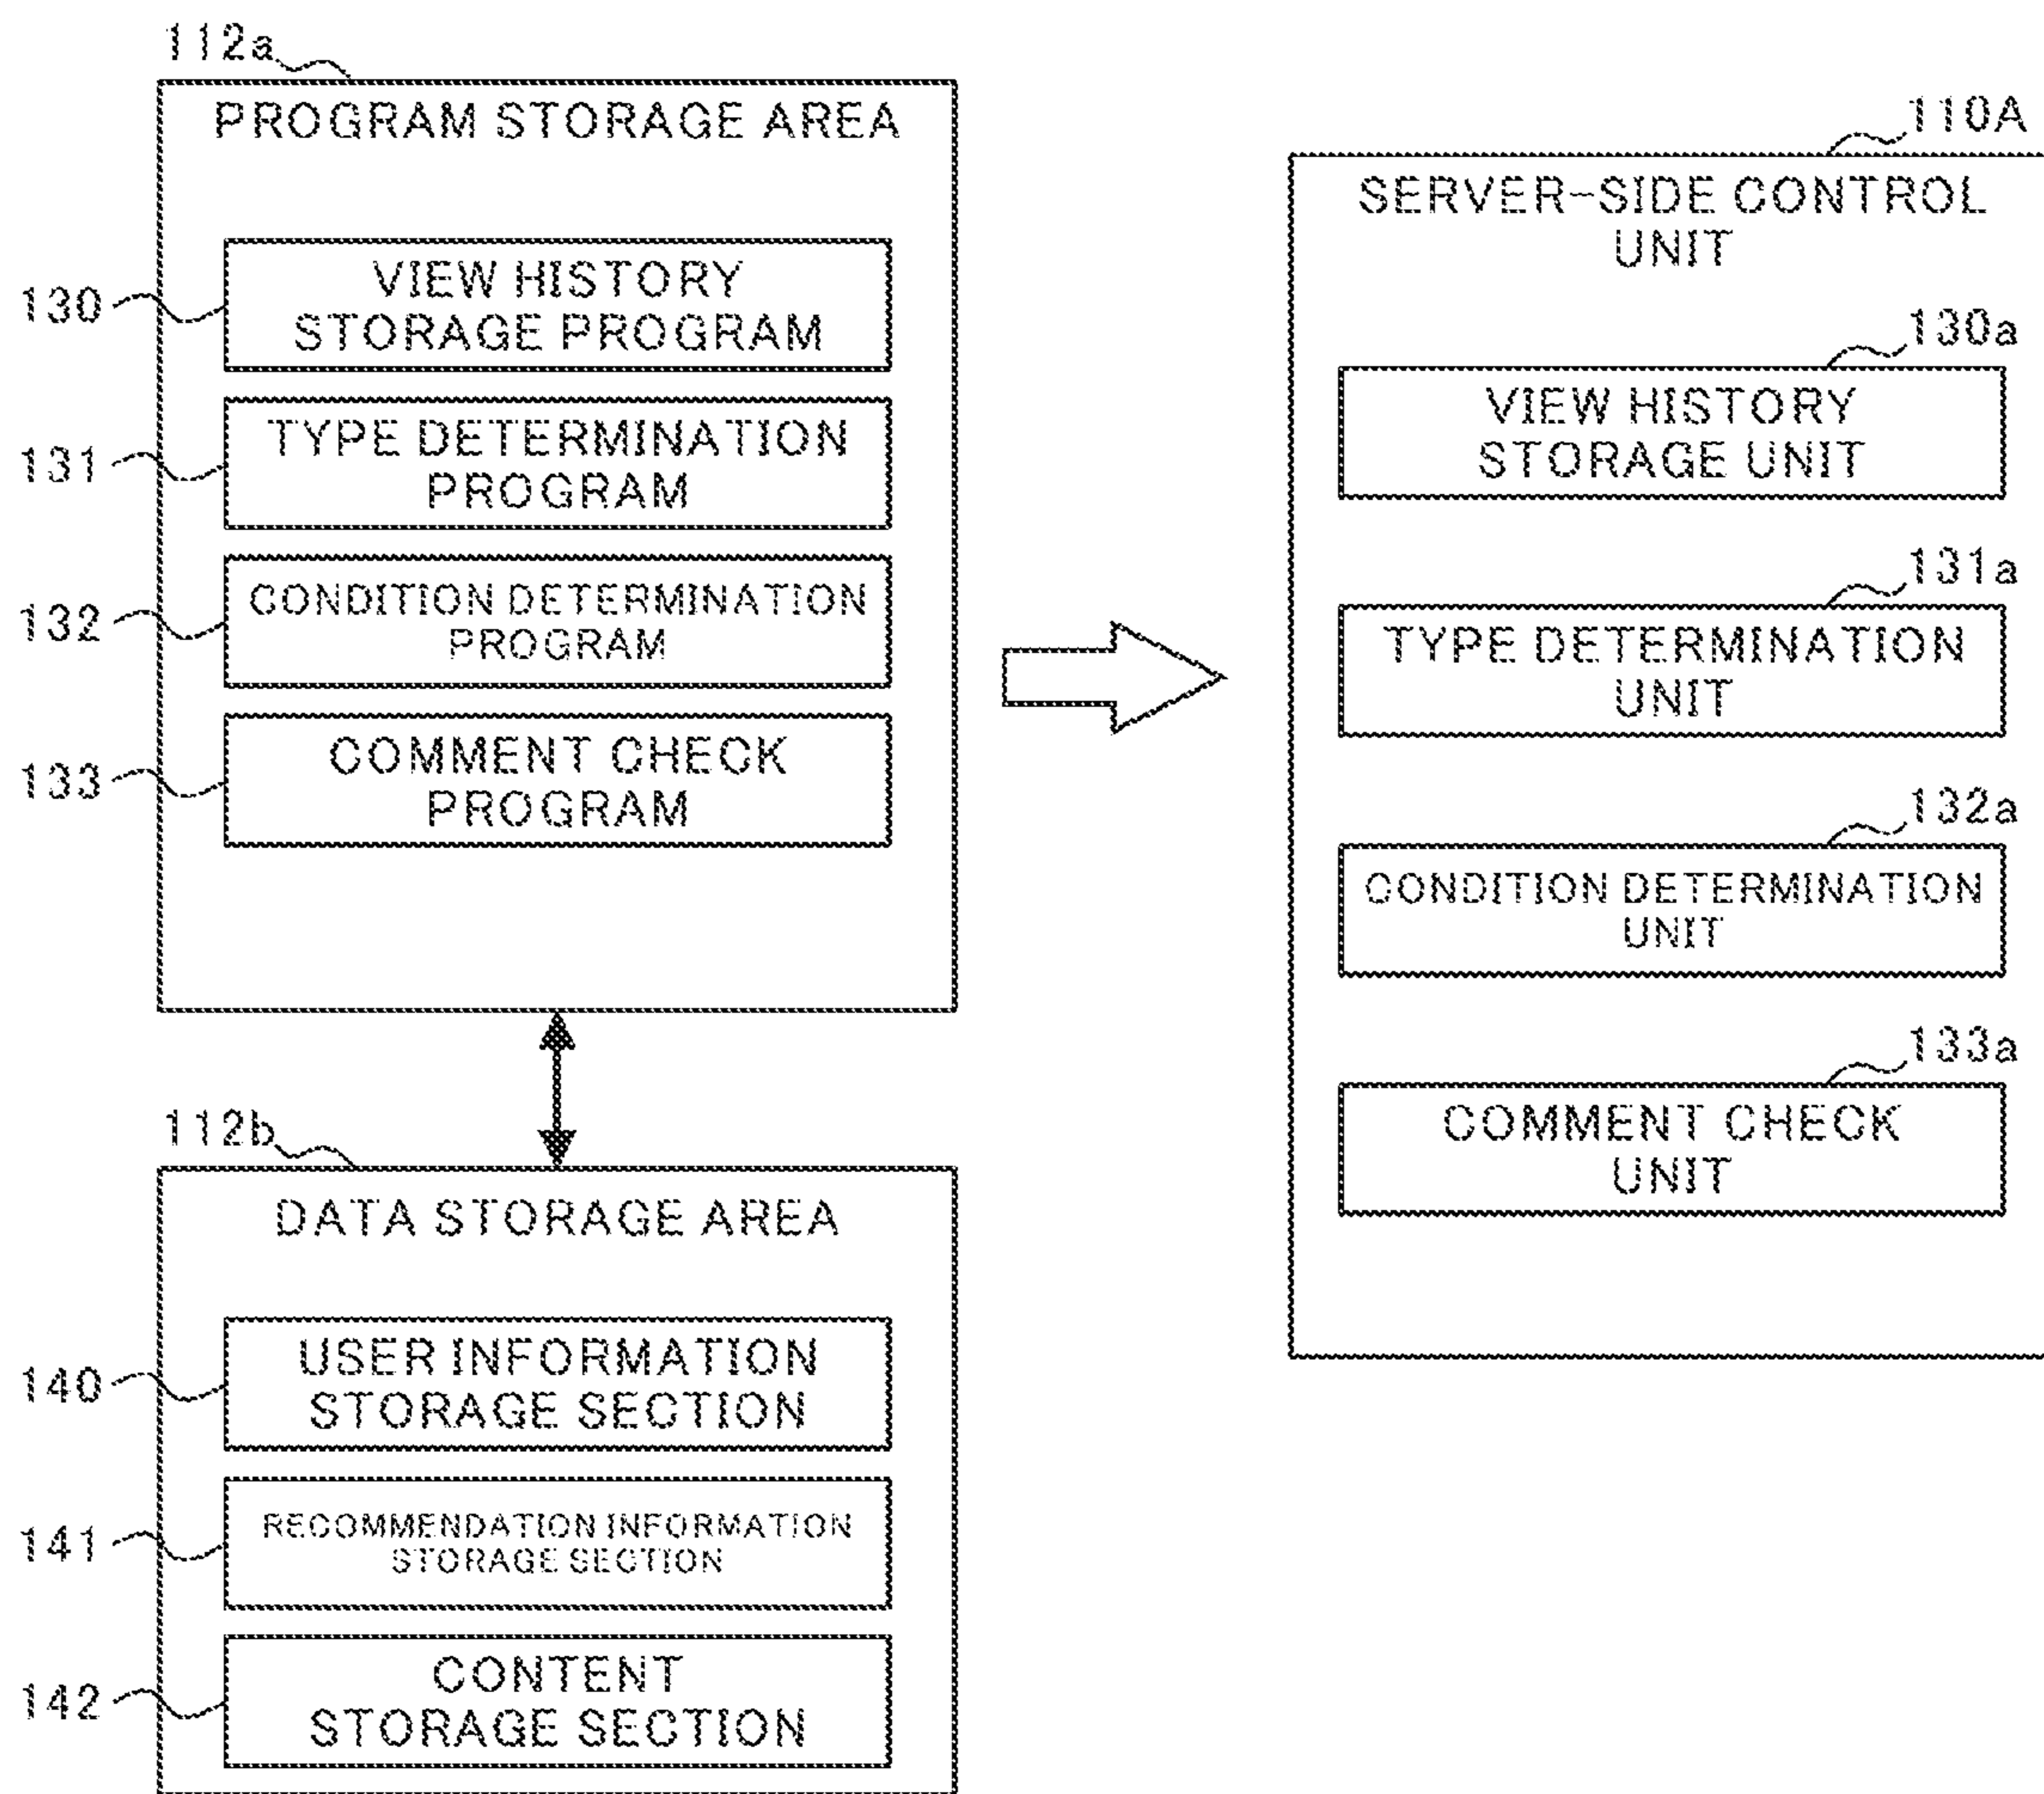 112a
PROGRAM STORAGE AREA
130
VIEW HISTORY
STORAGE PROGRAM
131
TYPE DETERMINATION
PROGRAM
132
CONDITION DETERMINATION
PROGRAM
133
COMMENT CHECK
PROGRAM
112b
DATA STORAGE AREA
140
USER INFORMATION
STORAGE SECTION
141
RECOMMENDATION INFORMATION
STORAGE SECTION
142
CONTENT
STORAGE SECTION
110A
SERVER-SIDE CONTROL
UNIT
130a
VIEW HISTORY
STORAGE UNIT
131a
TYPE DETERMINATION
UNIT
132a
CONDITION DETERMINATION
UNIT
133a
COMMENT CHECK
UNIT